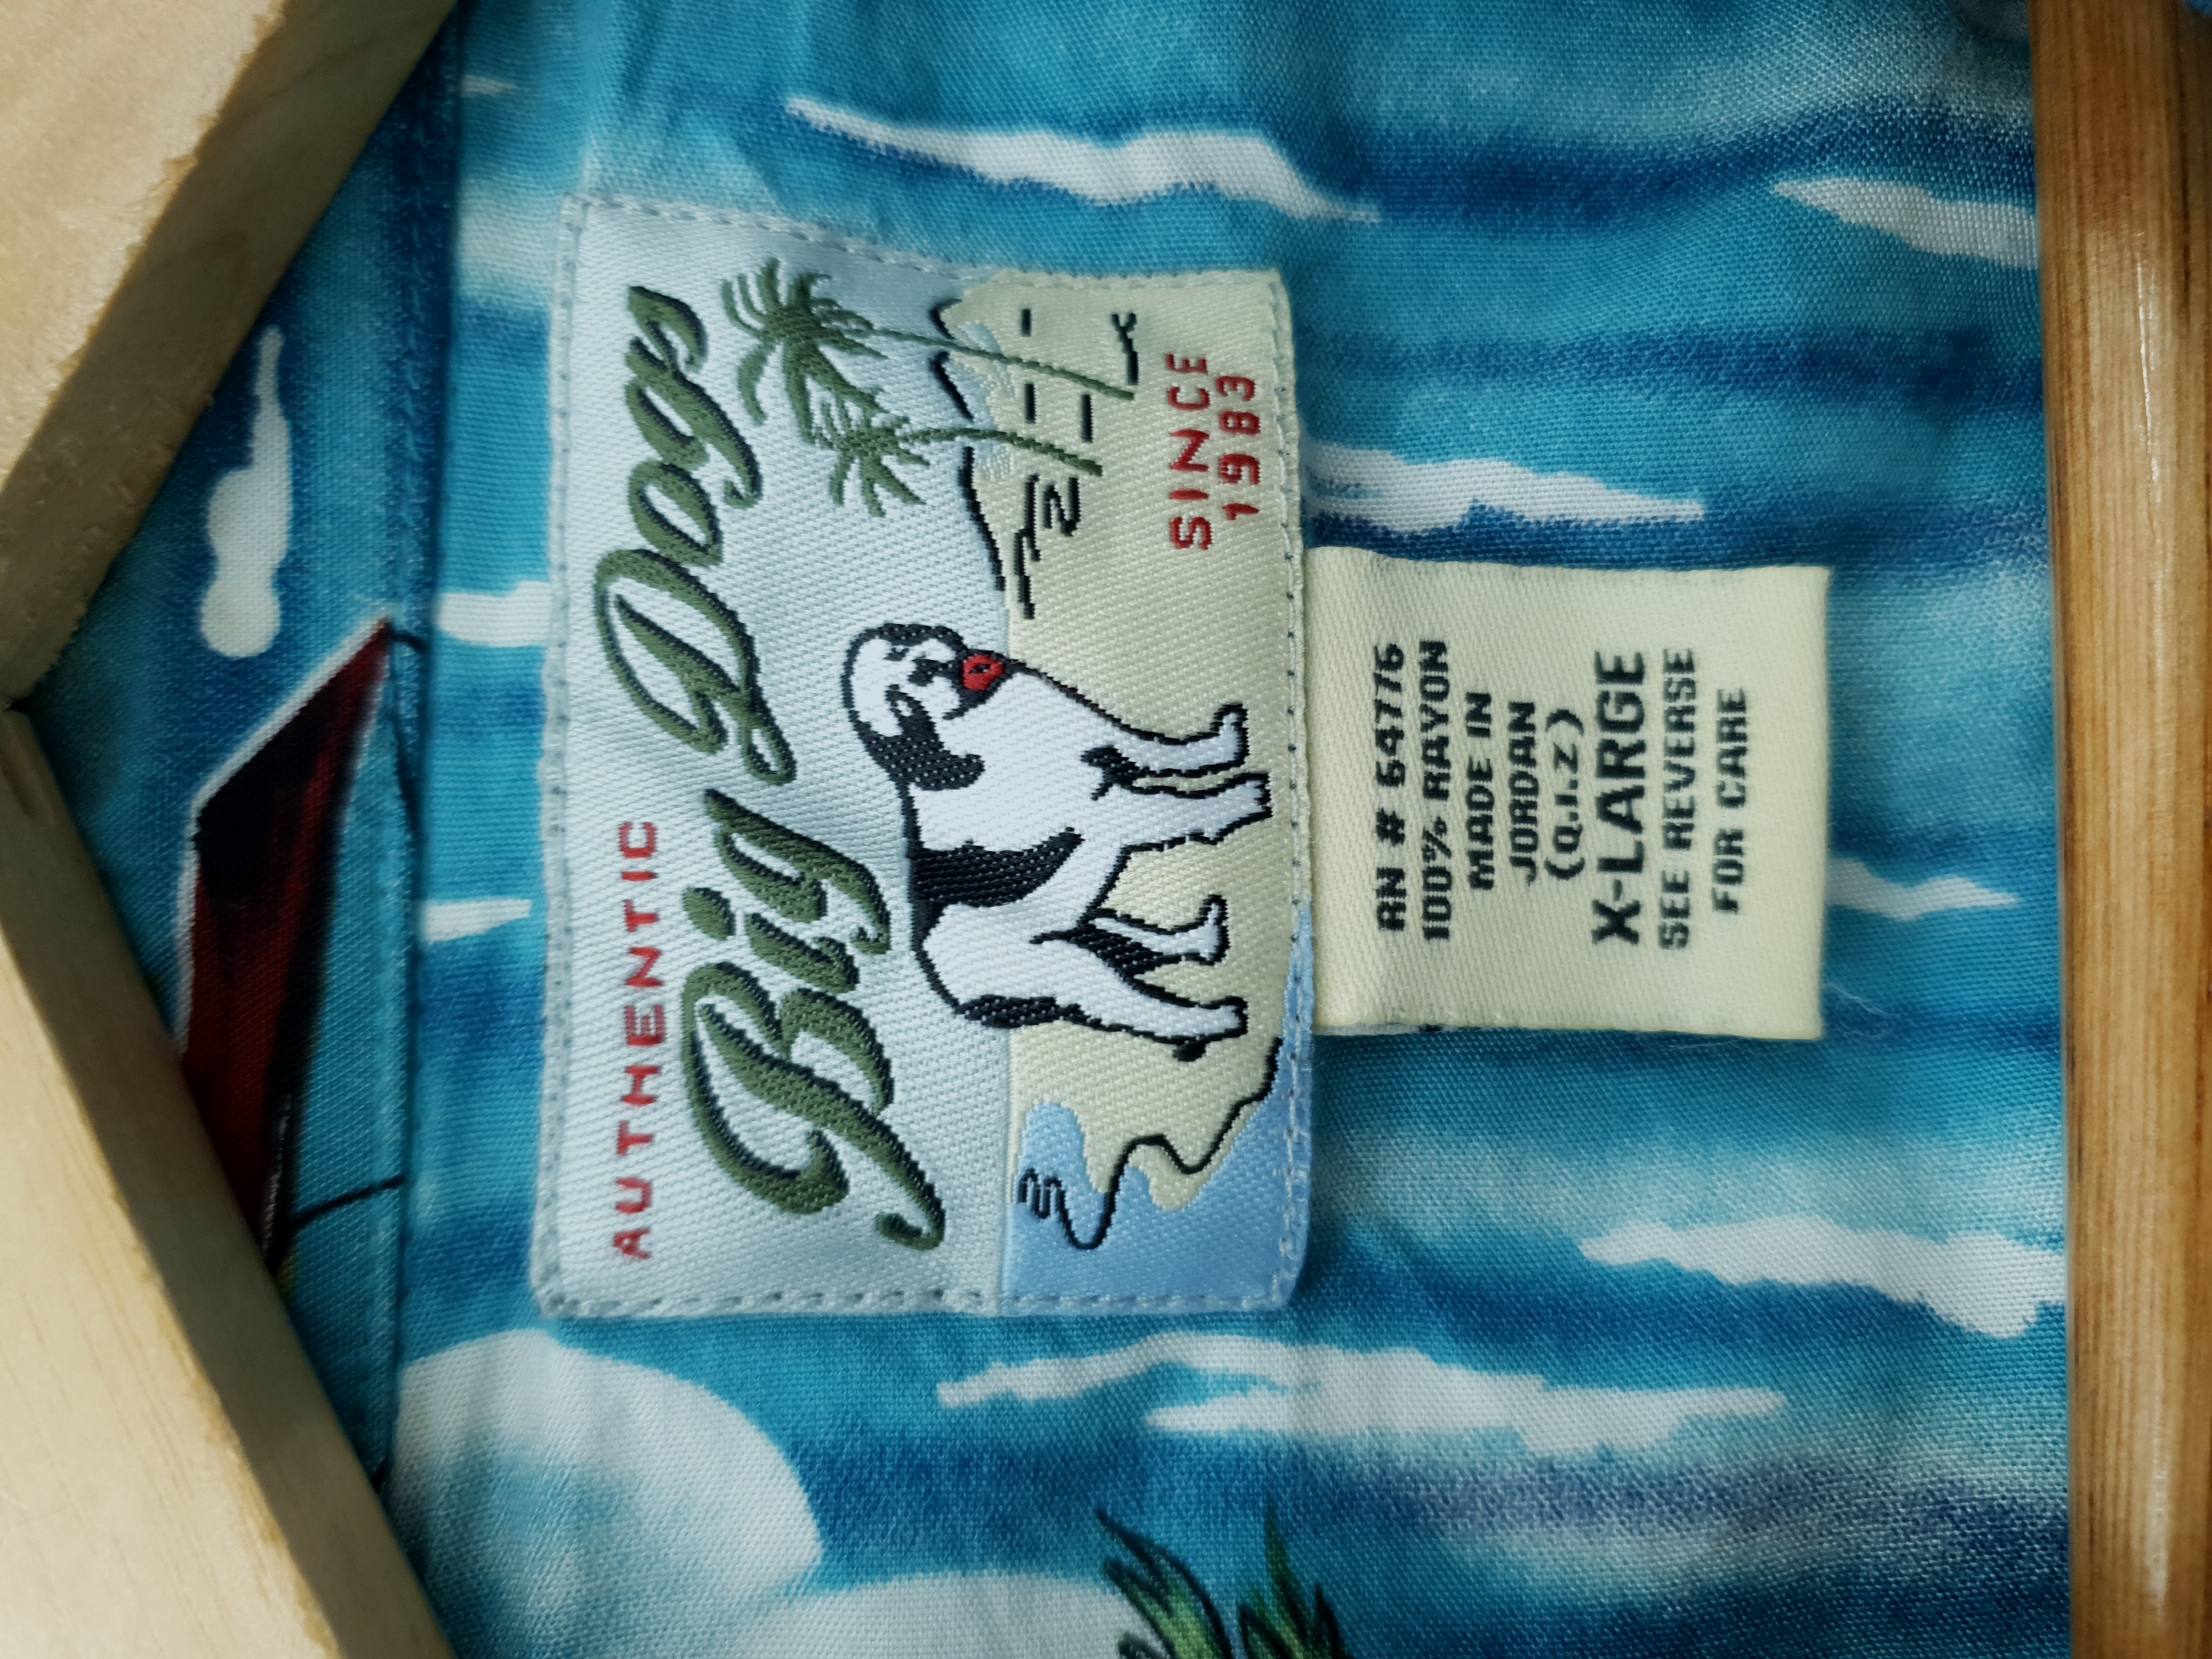 AUTHENTIC
Big Dogs
SINCE
1983
RN # 64776
100% RAYON
MADE IN
JORDAN
(Q.I.Z)
X-LARGE
SEE REVERSE
FOR CARE